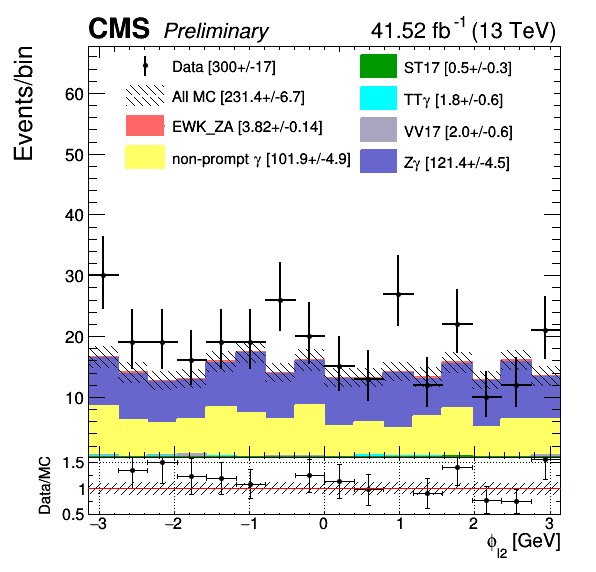 CMS Preliminary 41.52 fb⁻¹ (13 TeV)
Events/bin
Data [300+/-17]
All MC [231.4+/-6.7]
EWK_ZA [3.82+/-0.14]
non-prompt γ [101.9+/-4.9]
ST17 [0.5+/-0.3]
TTγ [1.8+/-0.6]
VV17 [2.0+/-0.6]
Zγ [121.4+/-4.5]
60
50
40
30
20
10
Data/MC
1.5
1
0.5
−3 −2 −1 0 1 2 3
ϕ_l2 [GeV]